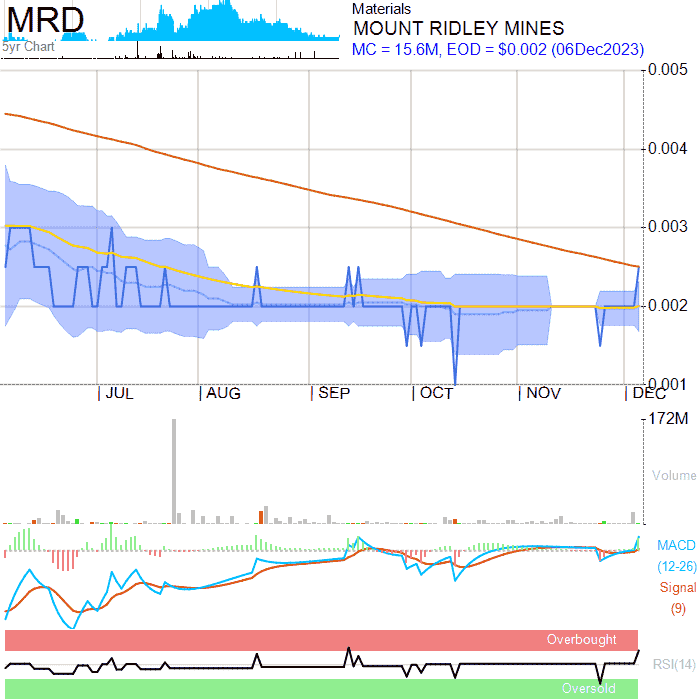 MRD
5yr Chart
Materials
MOUNT RIDLEY MINES
MC = 15.6M, EOD = $0.002 (06Dec2023)
0.005
0.004
0.003
0.002
0.001
JUL
AUG
SEP
OCT
NOV
DEC
172M
Volume
MACD
(12-26)
Signal
(9)
Overbought
RSI(14)
Oversold